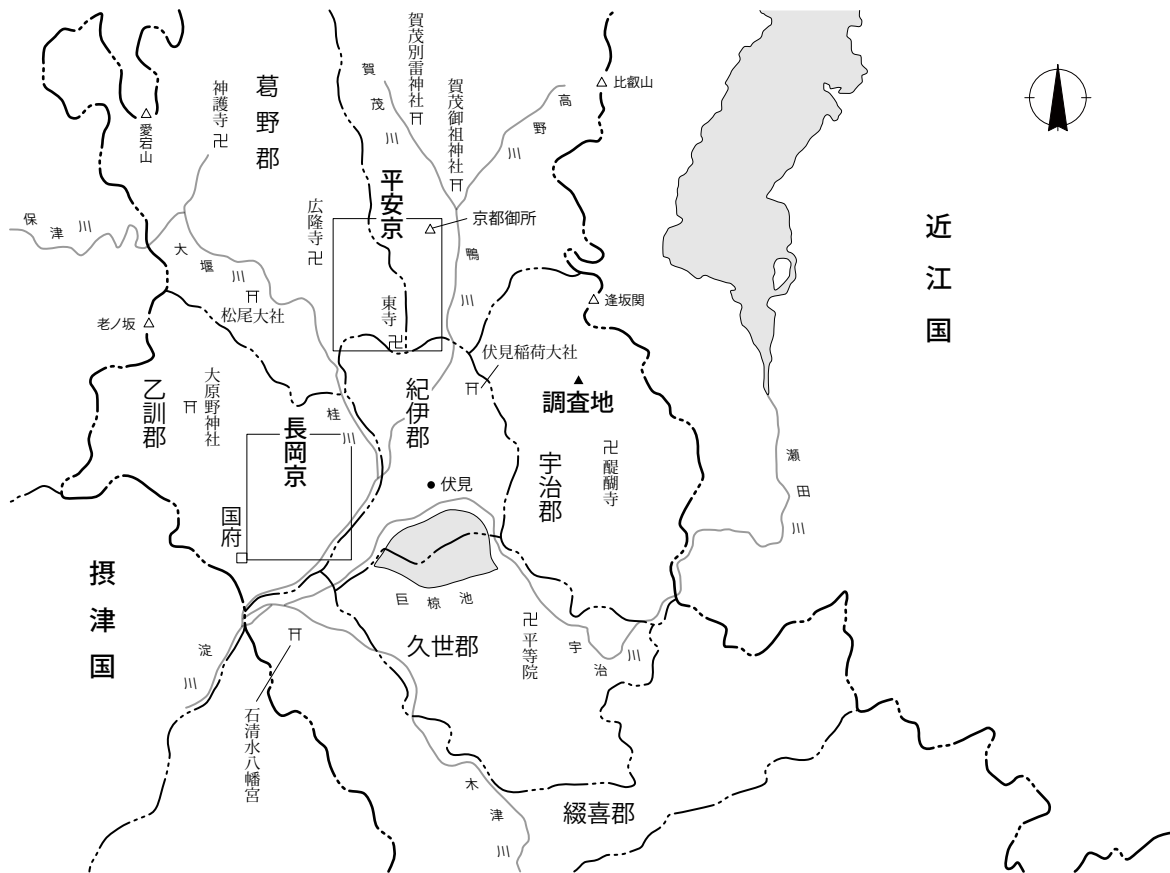 賀茂別雷神社
賀茂川
賀茂御祖神社
高野川
比叡山
葛野郡
神護寺
愛宕山
平安京
京都御所
広隆寺
保津川
大堰川
鴨川
近江国
松尾大社
東寺
逢坂関
老ノ坂
伏見稲荷大社
調査地
乙訓郡
大原野神社
長岡京
桂川
紀伊郡
宇治郡
醍醐寺
瀬田川
伏見
国府
摂津国
巨椋池
久世郡
平等院
宇治川
淀川
石清水八幡宮
木津川
綴喜郡